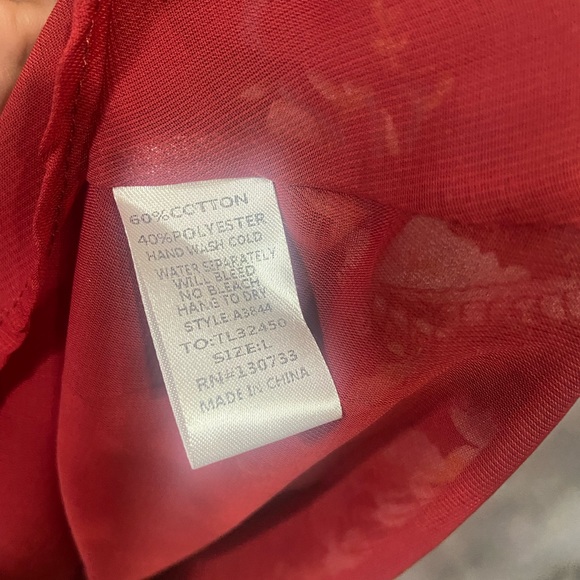 60%COTTON
40%POLYESTER
HAND WASH COLD
WATER SEPARATELY
WILL BLEED
NO BLEACH
HANG TO DRY
STYLE:A3844
TO:TL32450
SIZE:L
RN#130733
MADE IN CHINA